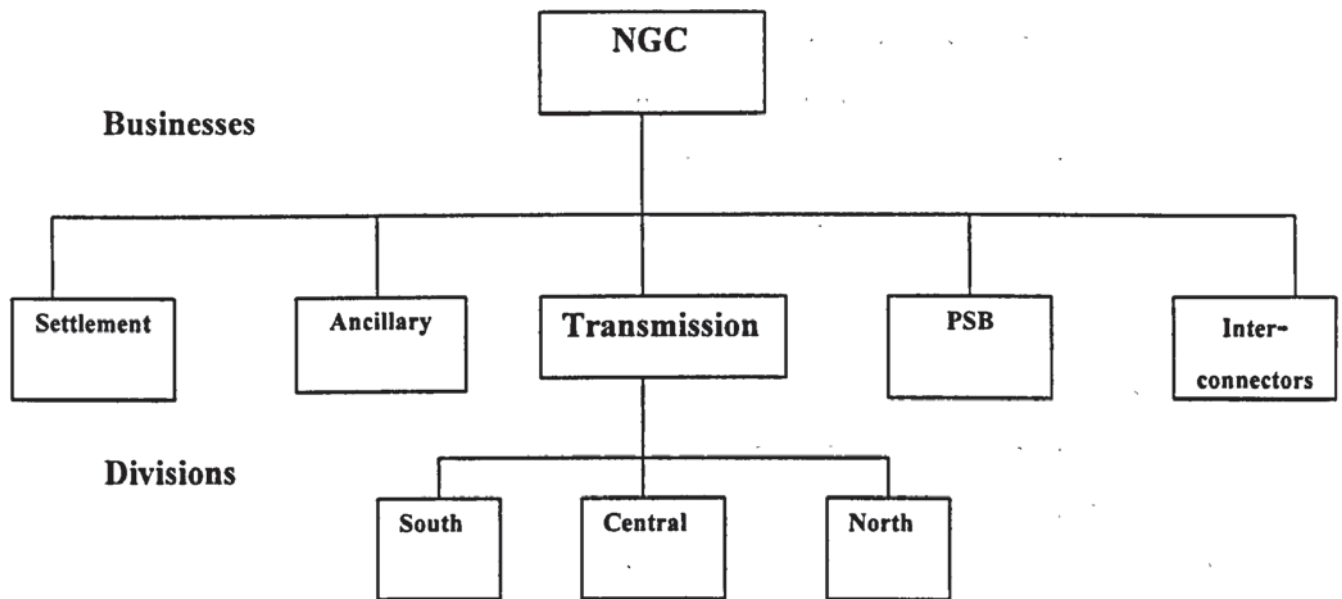 NGC
Businesses
Settlement
Ancillary
Transmission
PSB
Inter-
connectors
Divisions
South
Central
North